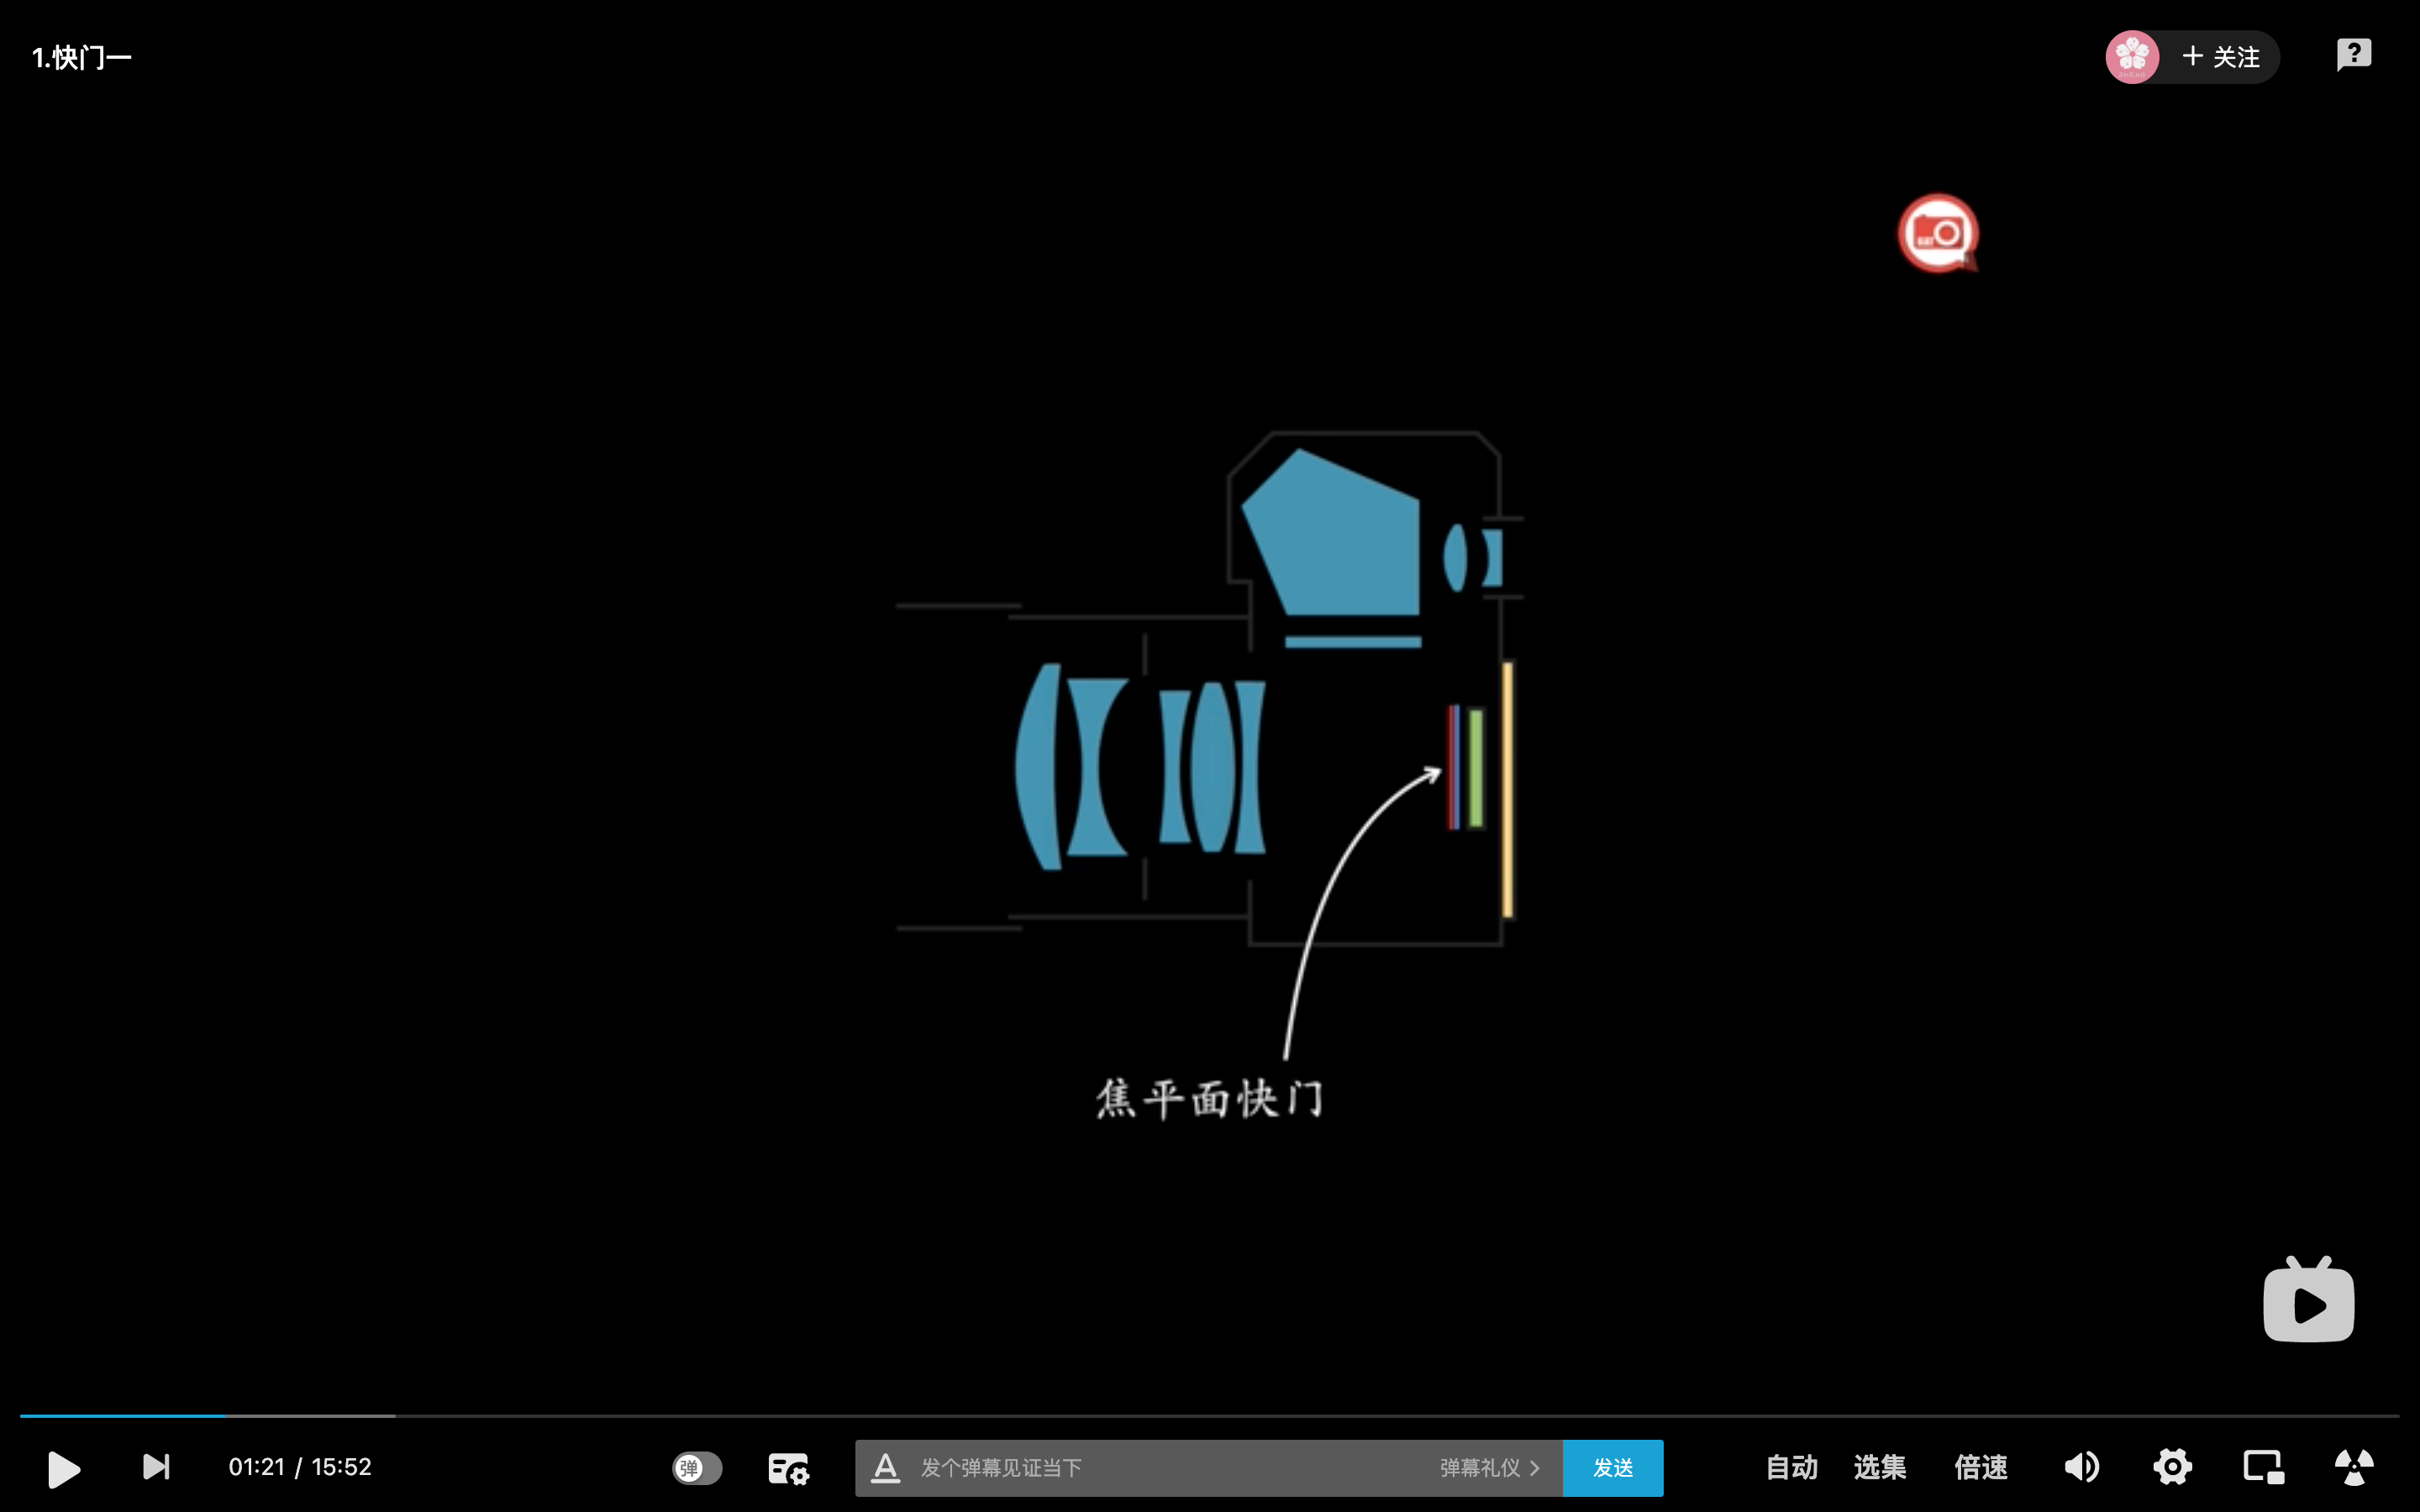 1.快门一
+ 关注
焦平面快门
01:21 / 15:52
弹
发个弹幕见证当下
弹幕礼仪 >
发送
自动
选集
倍速